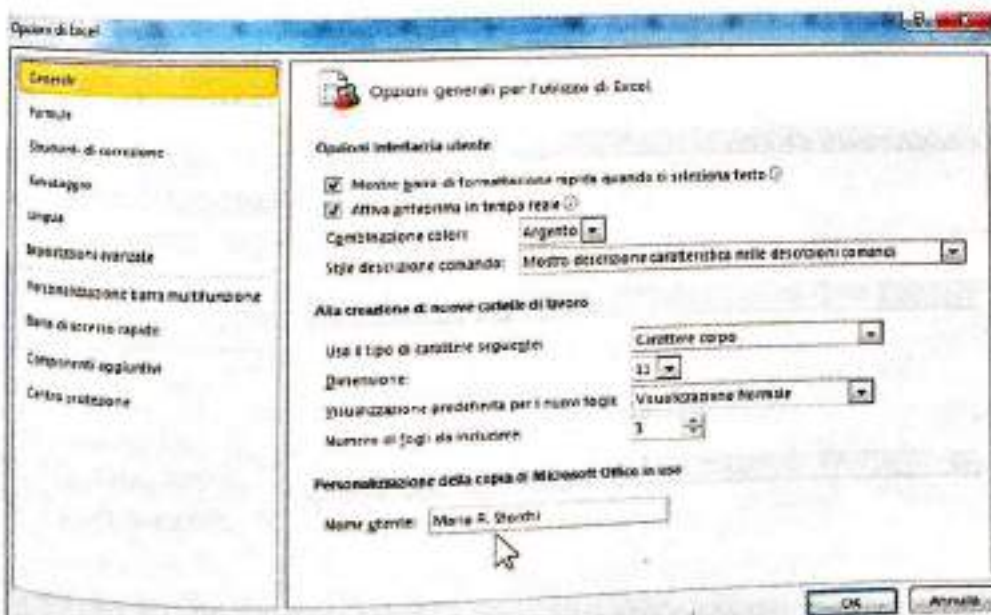 Opzioni di Excel
Generale
Formule
Strumenti di correzione
Salvataggio
Lingua
Impostazioni avanzate
Personalizzazione barra multifunzione
Barra di accesso rapido
Componenti aggiuntivi
Centro protezione
Opzioni generali per l'utilizzo di Excel.
Opzioni interfaccia utente
Mostra barra di formattazione rapida quando si seleziona testo
Attiva anteprima in tempo reale
Combinazione colori: Argento
Stile descrizione comando: Mostra descrizione caratteristica nelle descrizioni comandi
Alla creazione di nuove cartelle di lavoro
Usa il tipo di carattere seguente: Carattere corpo
Dimensione: 11
Visualizzazione predefinita per i nuovi fogli: Visualizzazione Normale
Numero di fogli da includere: 3
Personalizzazione della copia di Microsoft Office in uso
Nome utente: Maria R.
OK
Annulla